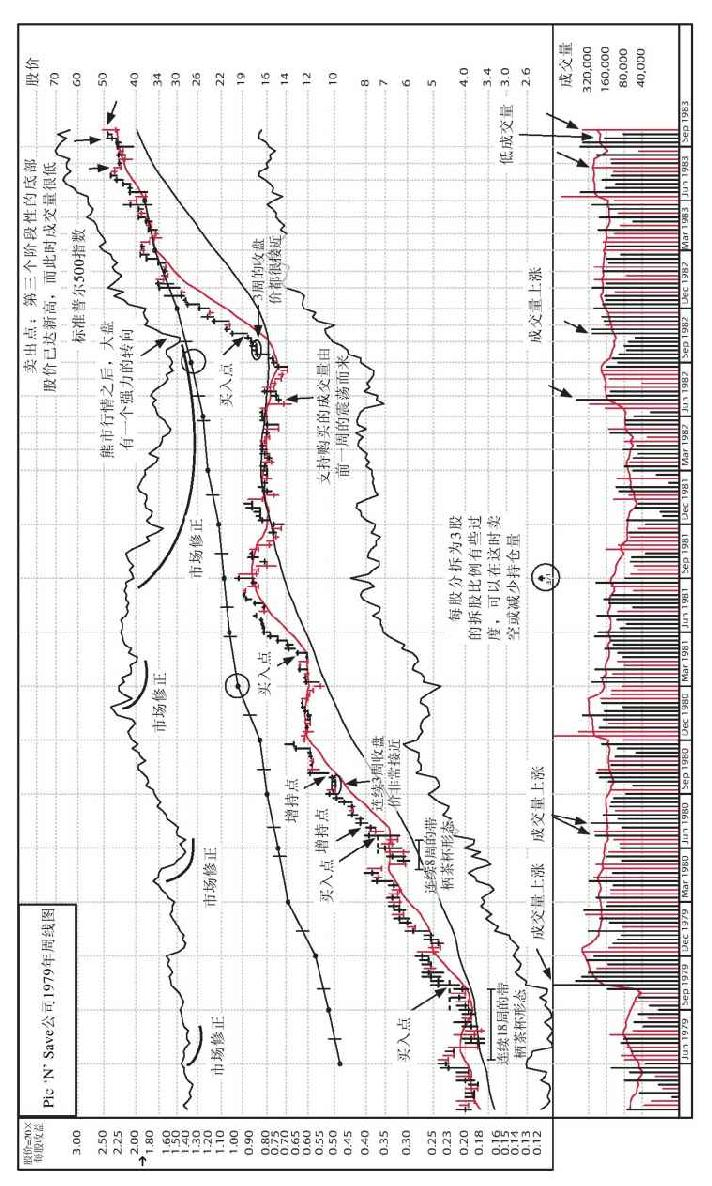 Pic 'N' Save公司1979年周线图
股价=20×
每股收益
股价
卖出点：第三个阶段性的底部
股价已达新高，而此时成交量很低
标准普尔500指数
熊市行情之后，大盘
有一个强力的转向
市场修正
市场修正
市场修正
市场修正
买入点
连续18周的带
柄茶杯形态
买入点
增持点
增持点
连续8周的带
柄茶杯形态
连续3周收盘
价非常接近
买入点
买入点
3周的收盘
价都很接近
支持购买的成交量由
前一周的震荡而来
每股分拆为3股
的拆股比例有些过
度，可以在这时卖
空或减少持仓量
成交量上涨
成交量上涨
成交量上涨
低成交量
成交量
3.00
2.50
2.25
2.00
1.80
1.60
1.50
1.40
1.30
1.20
1.10
1.00
0.90
0.80
0.75
0.70
0.65
0.60
0.55
0.50
0.45
0.40
0.35
0.30
0.25
0.23
0.20
0.18
0.16
0.15
0.14
0.13
0.12
70
60
50
40
34
30
26
22
19
16
14
12
10
8
7
6
5
4.0
3.4
3.0
2.6
320,000
160,000
80,000
40,000
Jun 1979
Sep 1979
Dec 1979
Mar 1980
Jun 1980
Sep 1980
Dec 1980
Mar 1981
Jun 1981
Sep 1981
Dec 1981
Mar 1982
Jun 1982
Sep 1982
Dec 1982
Mar 1983
Jun 1983
Sep 1983